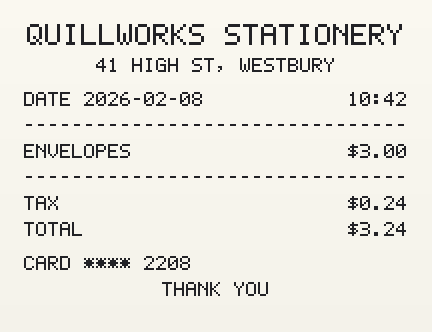 QUILLWORKS STATIONERY
41 HIGH ST, WESTBURY
DATE 2026-02-08 10:42
--------------------------------
ENVELOPES $3.00
--------------------------------
TAX $0.24
TOTAL $3.24
CARD **** 2208
THANK YOU